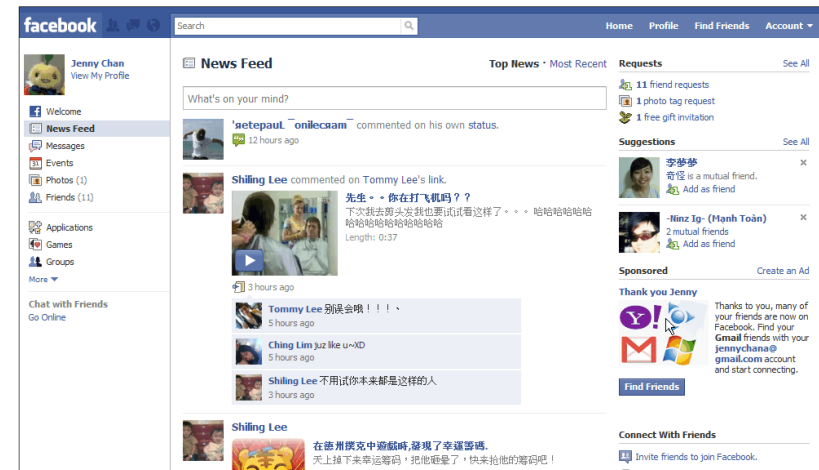 facebook
Search
Home Profile Find Friends Account
Jenny Chan
View My Profile
Welcome
News Feed
Messages
31 Events
Photos (1)
Friends (11)
Applications
Games
Groups
More
Chat with Friends
Go Online
News Feed
Top News · Most Recent
What's on your mind?
'яetepauL ¯onilecяam¯ commented on his own status.
12 hours ago
Shiling Lee commented on Tommy Lee's link.
先生。。你在打飞机吗？？
下次我去剪头发我也要试试看这样了。。。 哈哈哈哈哈哈
哈哈哈哈哈哈哈哈哈哈
Length: 0:37
3 hours ago
Tommy Lee 别误会哦！！！、
5 hours ago
Ching Lim juz like u~XD
5 hours ago
Shiling Lee 不用试你本来都是这样的人
3 hours ago
Shiling Lee
在德州撲克中遊戲時,發現了幸運籌碼.
天上掉下来幸运筹码，把他砸晕了，快来抢他的筹码吧！
Requests See All
11 friend requests
1 photo tag request
1 free gift invitation
Suggestions See All
李夢夢
奇怪 is a mutual friend.
Add as friend
-Ninz Ig- (Mạnh Toàn)
2 mutual friends
Add as friend
Sponsored Create an Ad
Thank you Jenny
Y!
Thanks to you, many of
your friends are now on
Facebook. Find your
Gmail friends with your
jennychana@
gmail.com account
and start connecting.
Find Friends
Connect With Friends
Invite friends to join Facebook.